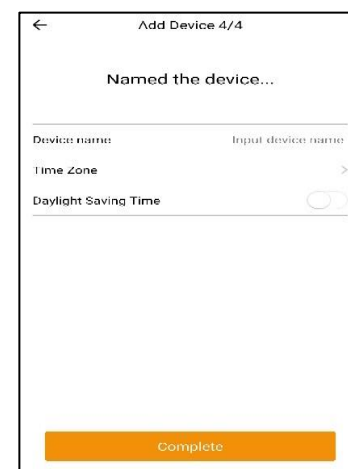 Add Device 4/4
Named the device...
Device name Input device name
Time Zone
Daylight Saving Time
Complete